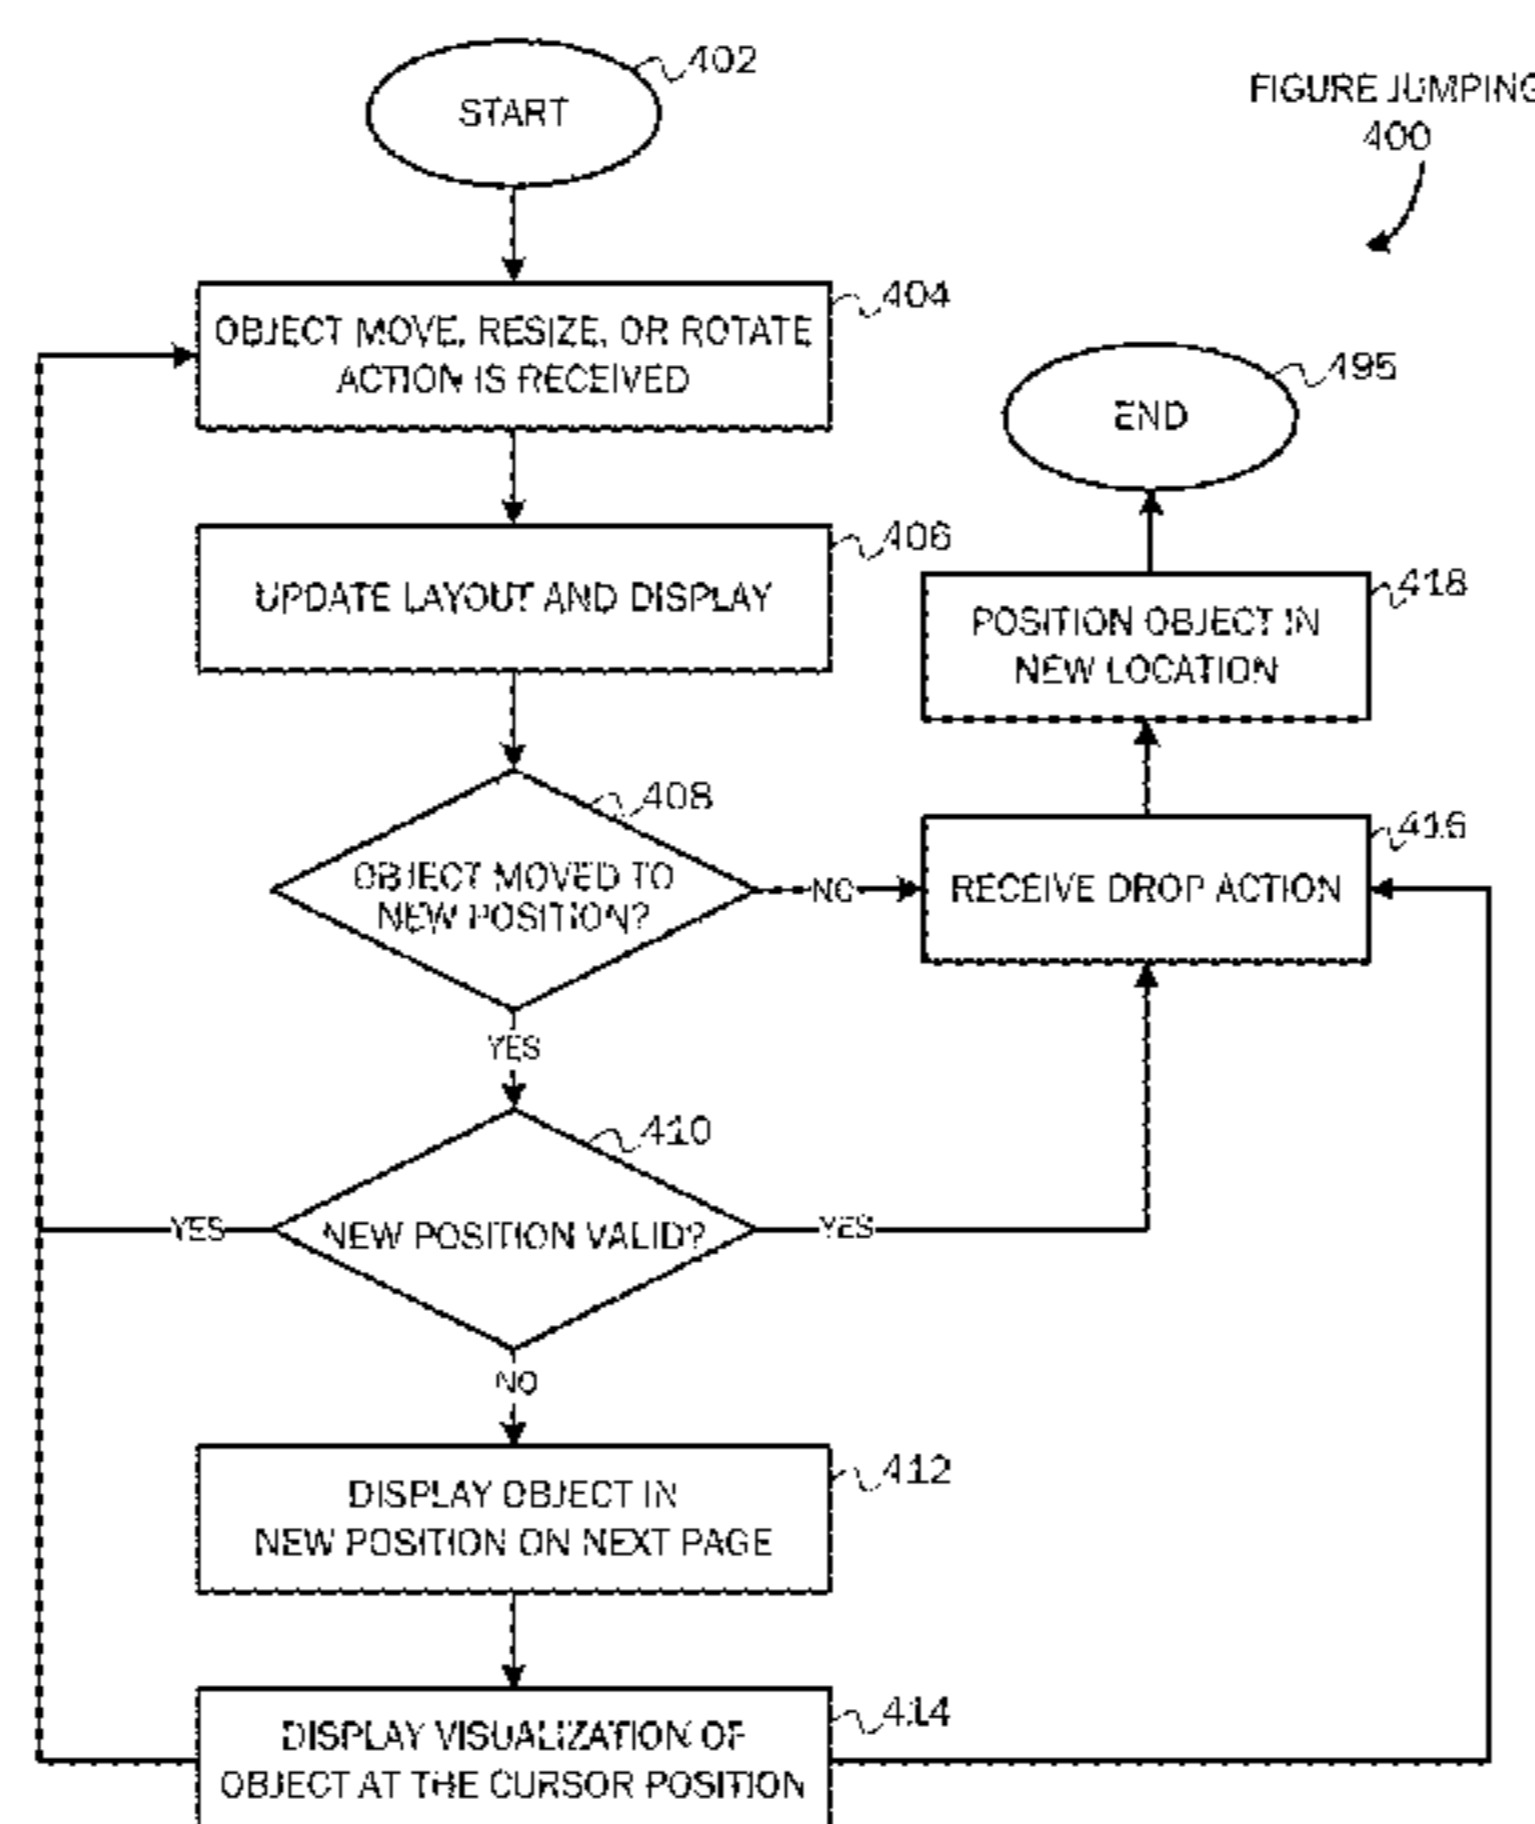 402
START
FIGURE JUMPING
400
404
OBJECT MOVE, RESIZE, OR ROTATE
ACTION IS RECEIVED
495
END
406
UPDATE LAYOUT AND DISPLAY
418
POSITION OBJECT IN
NEW LOCATION
408
OBJECT MOVED TO
NEW POSITION?
NO
416
RECEIVE DROP ACTION
YES
410
YES
NEW POSITION VALID?
YES
NO
412
DISPLAY OBJECT IN
NEW POSITION ON NEXT PAGE
414
DISPLAY VISUALIZATION OF
OBJECT AT THE CURSOR POSITION